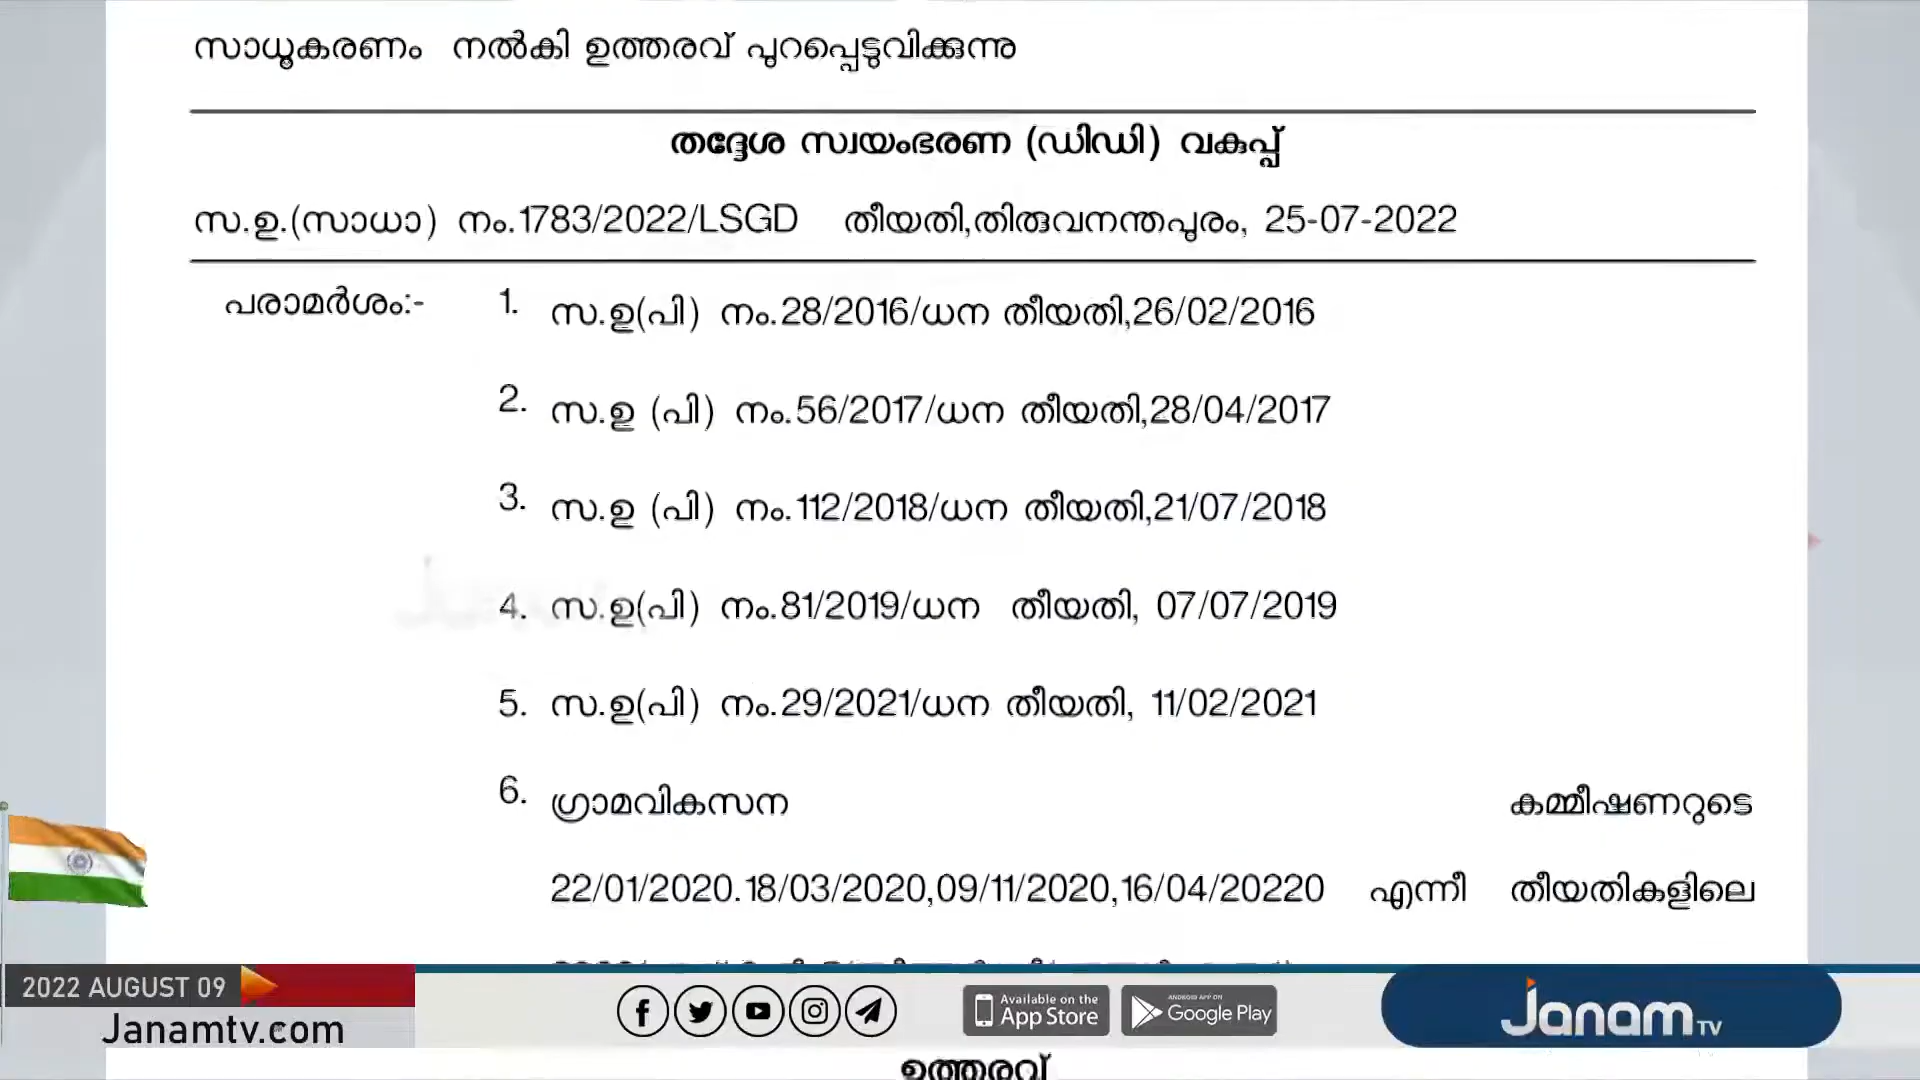 സാധൂകരണം നൽകി ഉത്തരവ് പുറപ്പെടുവിക്കുന്നു
തദ്ദേശ സ്വയംഭരണ (ഡിഡി) വകുപ്പ്
സ.ഉ.(സാധാ) നം.1783/2022/LSGD തീയതി,തിരുവനന്തപുരം, 25-07-2022
പരാമർശം:- 1. സ.ഉ(പി) നം.28/2016/ധന തീയതി,26/02/2016
2. സ.ഉ (പി) നം.56/2017/ധന തീയതി,28/04/2017
3. സ.ഉ (പി) നം.112/2018/ധന തീയതി,21/07/2018
4. സ.ഉ(പി) നം.81/2019/ധന തീയതി, 07/07/2019
5. സ.ഉ(പി) നം.29/2021/ധന തീയതി, 11/02/2021
6. ഗ്രാമവികസന കമ്മീഷണറുടെ
22/01/2020.18/03/2020,09/11/2020,16/04/20220 എന്നീ തീയതികളിലെ
2022 AUGUST 09
Janamtv.com
Available on the
App Store
ANDROID APP ON
Google Play
Janam TV
ഉത്തരവ്